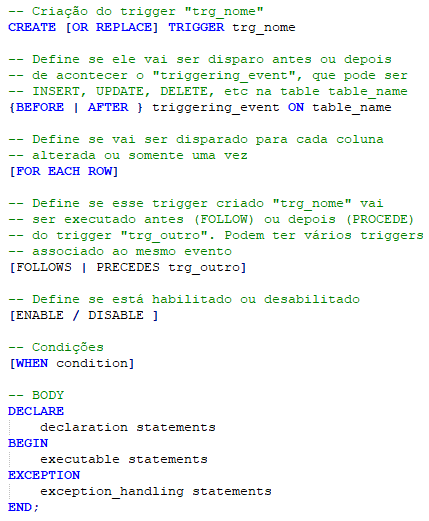 -- Criação do trigger "trg_nome"
CREATE [OR REPLACE] TRIGGER trg_nome
-- Define se ele vai ser disparo antes ou depois
-- de acontecer o "triggering_event", que pode ser
-- INSERT, UPDATE, DELETE, etc na table table_name
{BEFORE | AFTER } triggering_event ON table_name
-- Define se vai ser disparado para cada coluna
-- alterada ou somente uma vez
[FOR EACH ROW]
-- Define se esse trigger criado "trg_nome" vai
-- ser executado antes (FOLLOW) ou depois (PROCEDE)
-- do trigger "trg_outro". Podem ter vários triggers
-- associado ao mesmo evento
[FOLLOWS | PRECEDES trg_outro]
-- Define se está habilitado ou desabilitado
[ENABLE / DISABLE ]
-- Condições
[WHEN condition]
-- BODY
DECLARE
declaration statements
BEGIN
executable statements
EXCEPTION
exception_handling statements
END;